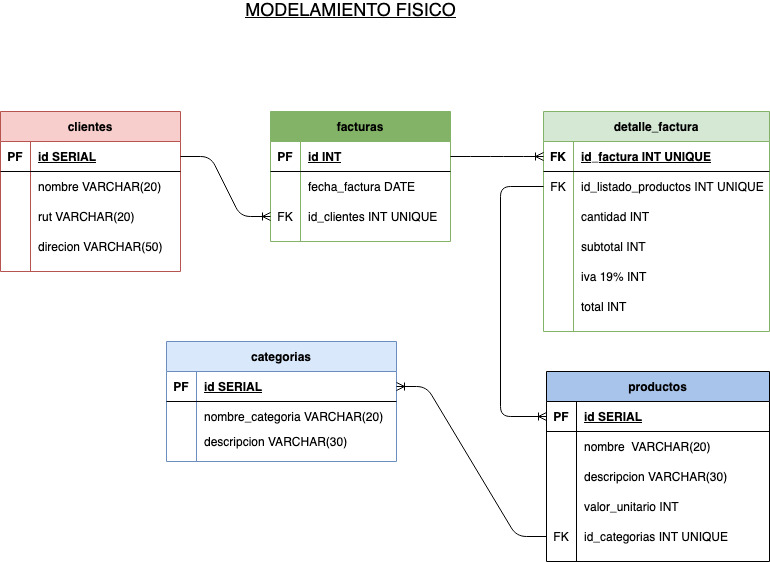 MODELAMIENTO FISICO
clientes
PF id SERIAL
nombre VARCHAR(20)
rut VARCHAR(20)
direcion VARCHAR(50)
facturas
PF id INT
fecha_factura DATE
FK id_clientes INT UNIQUE
detalle_factura
FK id_factura INT UNIQUE
FK id_listado_productos INT UNIQUE
cantidad INT
subtotal INT
iva 19% INT
total INT
categorias
PF id SERIAL
nombre_categoria VARCHAR(20)
descripcion VARCHAR(30)
productos
PF id SERIAL
nombre VARCHAR(20)
descripcion VARCHAR(30)
valor_unitario INT
FK id_categorias INT UNIQUE